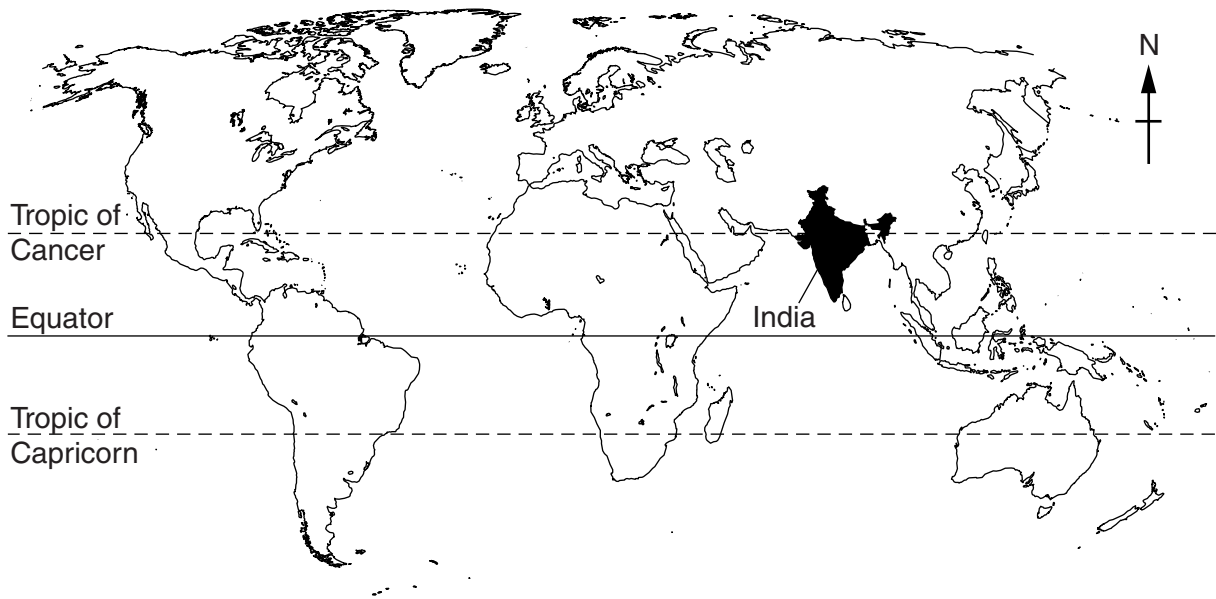 N
Tropic of
Cancer
Equator
India
Tropic of
Capricorn